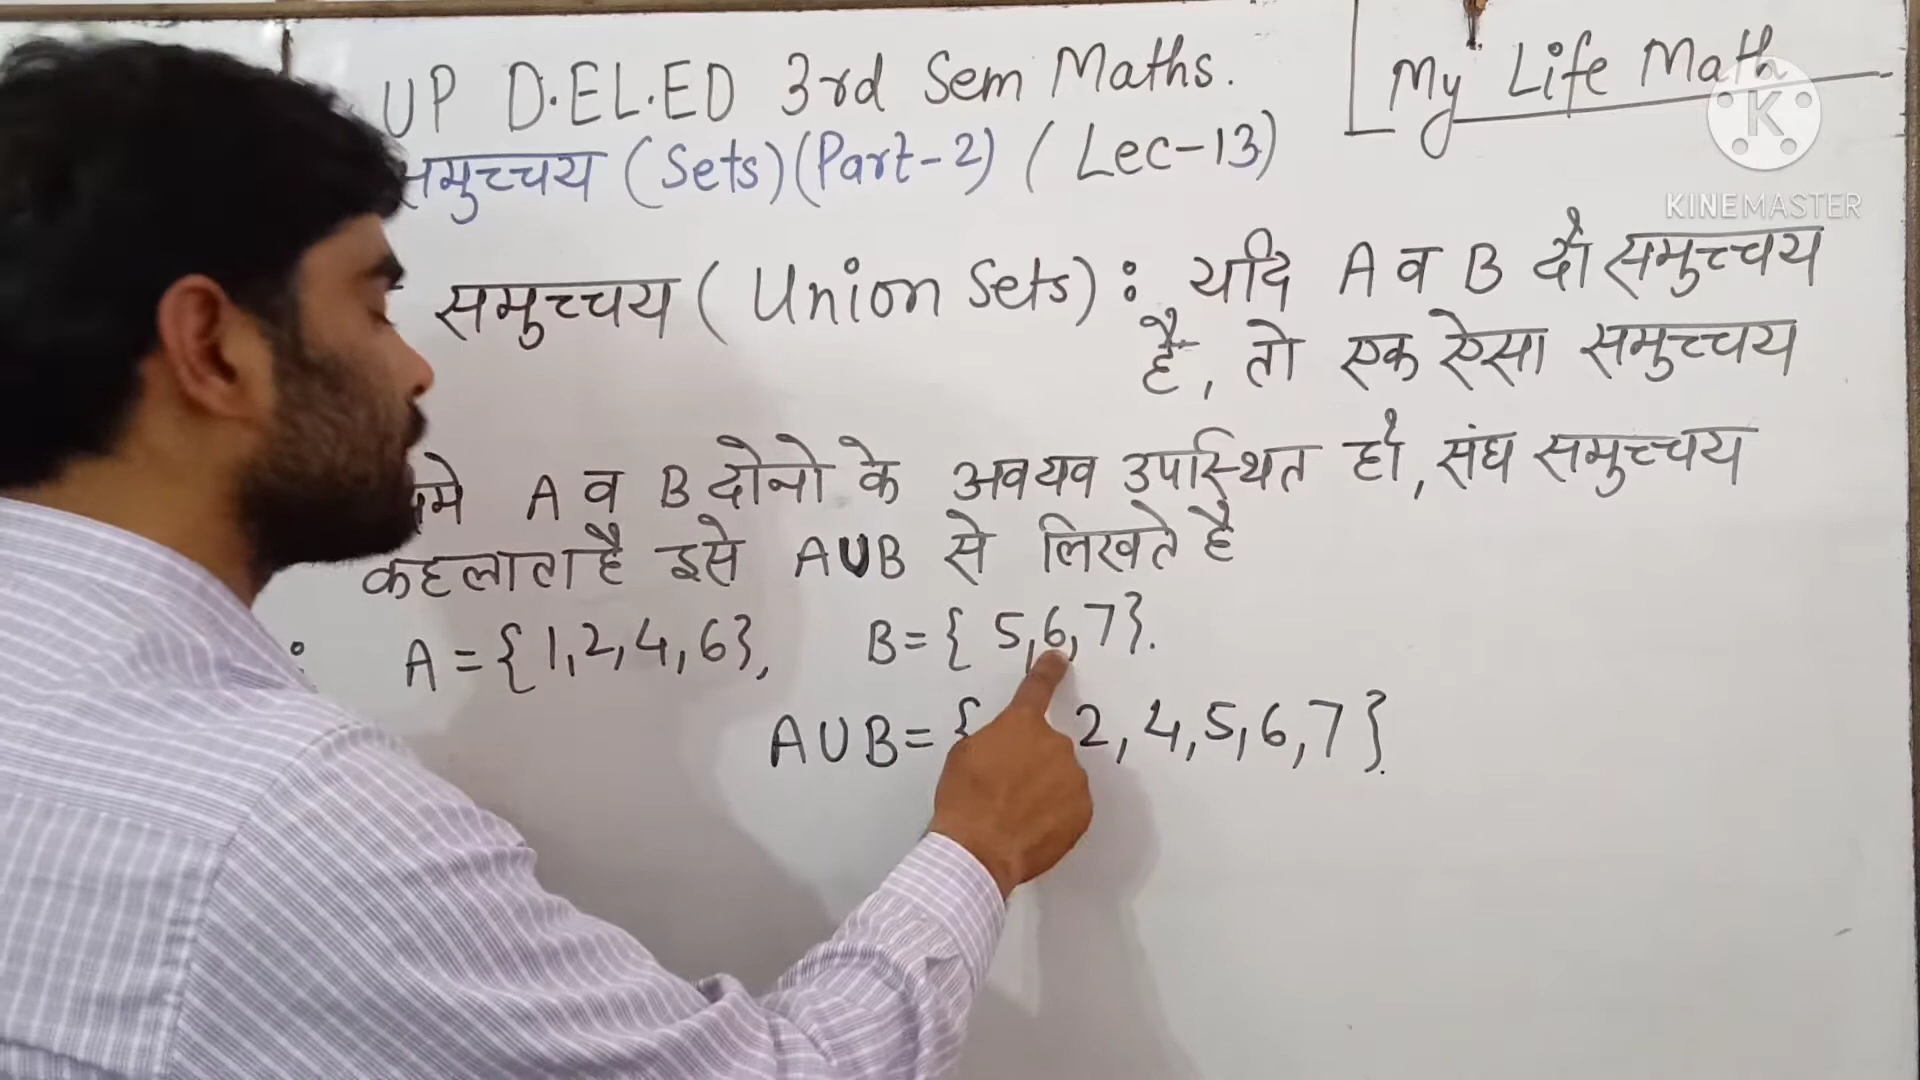 UP D.EL.ED 3rd Sem Maths.
My Life Math
समुच्चय (Sets) (Part-2) ( Lec-13)
KINEMASTER
समुच्चय ( Union Sets) : यदि A व B दो समुच्चय
है, तो एक ऐसा समुच्चय
A व B दोनो के अवयव उपस्थित हो, संघ समुच्चय
कहलाता है इसे AUB से लिखते है
A = {1,2,4,6}, B = { 5,6,7}.
AUB = { 2,4,5,6,7}.